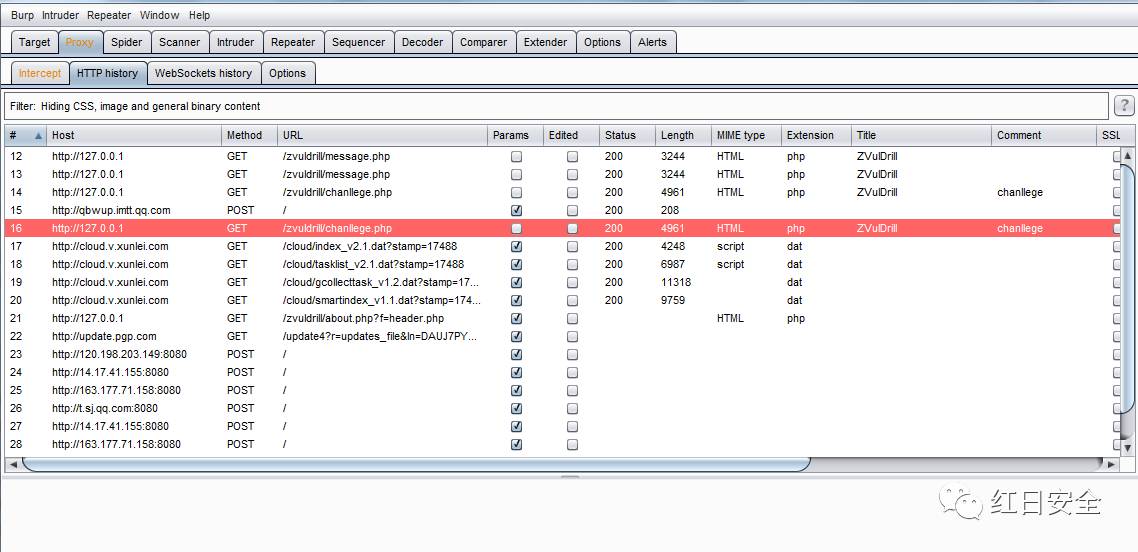 Burp Intruder Repeater Window Help
Target Proxy Spider Scanner Intruder Repeater Sequencer Decoder Comparer Extender Options Alerts
Intercept HTTP history WebSockets history Options
Filter: Hiding CSS, image and general binary content ?
# Host Method URL Params Edited Status Length MIME type Extension Title Comment SSL
12 http://127.0.0.1 GET /zvuldrill/message.php 200 3244 HTML php ZVulDrill
13 http://127.0.0.1 GET /zvuldrill/message.php 200 3244 HTML php ZVulDrill
14 http://127.0.0.1 GET /zvuldrill/chanllege.php 200 4961 HTML php ZVulDrill chanllege
15 http://qbwup.imtt.qq.com POST / 200 208
16 http://127.0.0.1 GET /zvuldrill/chanllege.php 200 4961 HTML php ZVulDrill chanllege
17 http://cloud.v.xunlei.com GET /cloud/index_v2.1.dat?stamp=17488 200 4248 script dat
18 http://cloud.v.xunlei.com GET /cloud/tasklist_v2.1.dat?stamp=17488 200 6987 script dat
19 http://cloud.v.xunlei.com GET /cloud/gcollecttask_v1.2.dat?stamp=17... 200 11318 dat
20 http://cloud.v.xunlei.com GET /cloud/smartindex_v1.1.dat?stamp=174... 200 9759 dat
21 http://127.0.0.1 GET /zvuldrill/about.php?f=header.php HTML php
22 http://update.pgp.com GET /update4?r=updates_file&ln=DAUJ7PY...
23 http://120.198.203.149:8080 POST /
24 http://14.17.41.155:8080 POST /
25 http://163.177.71.158:8080 POST /
26 http://t.sj.qq.com:8080 POST /
27 http://14.17.41.155:8080 POST /
28 http://163.177.71.158:8080 POST /
红日安全